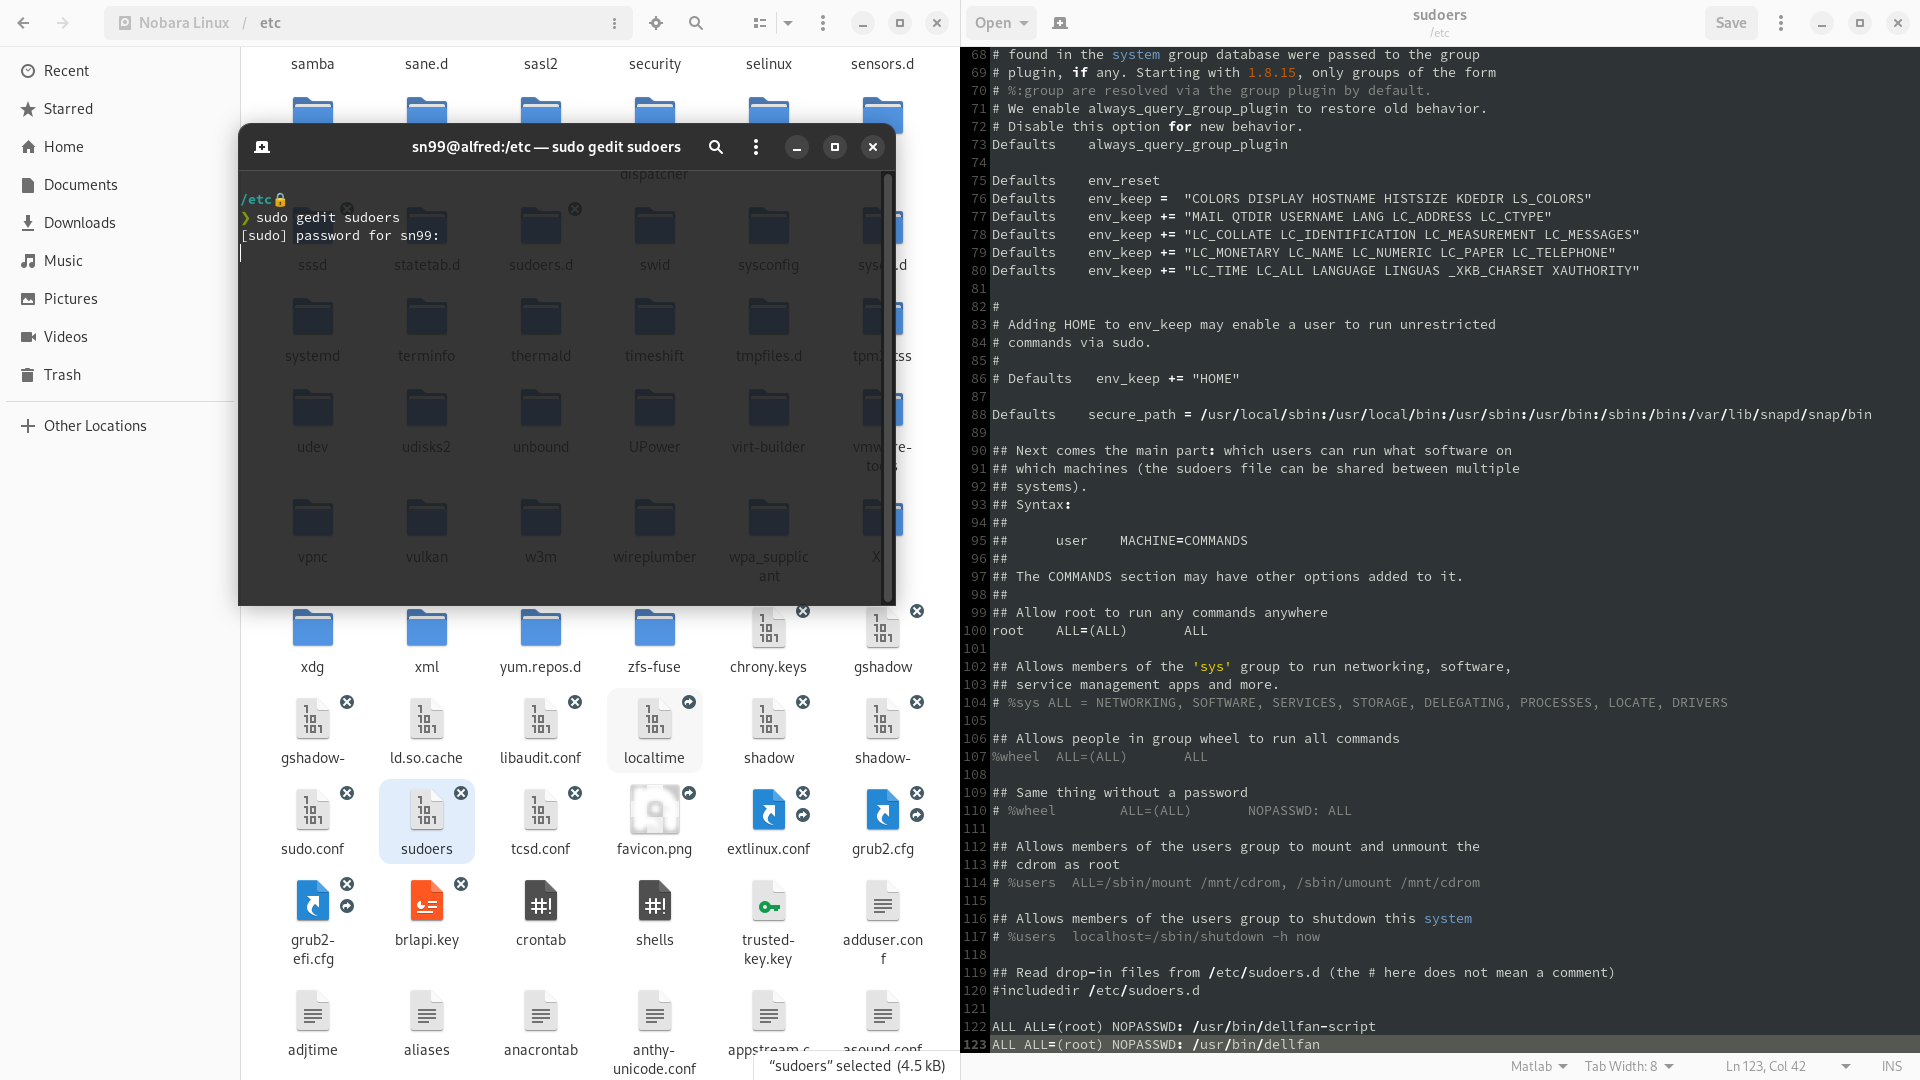 Nobara Linux / etc
Recent
Starred
Home
Documents
Downloads
Music
Pictures
Videos
Trash
Other Locations
samba sane.d sasl2 security selinux sensors.d
sn99@alfred:/etc — sudo gedit sudoers
dispatcher
/etc
❯ sudo gedit sudoers
[sudo] password for sn99:
sssd statetab.d sudoers.d swid sysconfig
systemd terminfo thermald timeshift tmpfiles.d
udev udisks2 unbound UPower virt-builder
vpnc vulkan w3m wireplumber wpa_supplic
ant
xdg xml yum.repos.d zfs-fuse chrony.keys gshadow
gshadow- ld.so.cache libaudit.conf localtime shadow shadow-
sudo.conf sudoers tcsd.conf favicon.png extlinux.conf grub2.cfg
grub2- brlapi.key crontab shells trusted- adduser.con
efi.cfg key.key f
adjtime aliases anacrontab anthy- appstream.c asound.conf
unicode.conf
“sudoers” selected (4.5 kB)
Open sudoers Save
/etc
68 # found in the system group database were passed to the group
69 # plugin, if any. Starting with 1.8.15, only groups of the form
70 # %:group are resolved via the group plugin by default.
71 # We enable always_query_group_plugin to restore old behavior.
72 # Disable this option for new behavior.
73 Defaults    always_query_group_plugin
74
75 Defaults    env_reset
76 Defaults    env_keep =  "COLORS DISPLAY HOSTNAME HISTSIZE KDEDIR LS_COLORS"
77 Defaults    env_keep += "MAIL QTDIR USERNAME LANG LC_ADDRESS LC_CTYPE"
78 Defaults    env_keep += "LC_COLLATE LC_IDENTIFICATION LC_MEASUREMENT LC_MESSAGES"
79 Defaults    env_keep += "LC_MONETARY LC_NAME LC_NUMERIC LC_PAPER LC_TELEPHONE"
80 Defaults    env_keep += "LC_TIME LC_ALL LANGUAGE LINGUAS _XKB_CHARSET XAUTHORITY"
81
82 #
83 # Adding HOME to env_keep may enable a user to run unrestricted
84 # commands via sudo.
85 #
86 # Defaults   env_keep += "HOME"
87
88 Defaults    secure_path = /usr/local/sbin:/usr/local/bin:/usr/sbin:/usr/bin:/sbin:/bin:/var/lib/snapd/snap/bin
89
90 ## Next comes the main part: which users can run what software on
91 ## which machines (the sudoers file can be shared between multiple
92 ## systems).
93 ## Syntax:
94 ##
95 ##      user    MACHINE=COMMANDS
96 ##
97 ## The COMMANDS section may have other options added to it.
98 ##
99 ## Allow root to run any commands anywhere
100 root    ALL=(ALL)       ALL
101
102 ## Allows members of the 'sys' group to run networking, software,
103 ## service management apps and more.
104 # %sys ALL = NETWORKING, SOFTWARE, SERVICES, STORAGE, DELEGATING, PROCESSES, LOCATE, DRIVERS
105
106 ## Allows people in group wheel to run all commands
107 %wheel  ALL=(ALL)       ALL
108
109 ## Same thing without a password
110 # %wheel        ALL=(ALL)       NOPASSWD: ALL
111
112 ## Allows members of the users group to mount and unmount the
113 ## cdrom as root
114 # %users  ALL=/sbin/mount /mnt/cdrom, /sbin/umount /mnt/cdrom
115
116 ## Allows members of the users group to shutdown this system
117 # %users  localhost=/sbin/shutdown -h now
118
119 ## Read drop-in files from /etc/sudoers.d (the # here does not mean a comment)
120 #includedir /etc/sudoers.d
121
122 ALL ALL=(root) NOPASSWD: /usr/bin/dellfan-script
123 ALL ALL=(root) NOPASSWD: /usr/bin/dellfan
Matlab Tab Width: 8 Ln 123, Col 42 INS